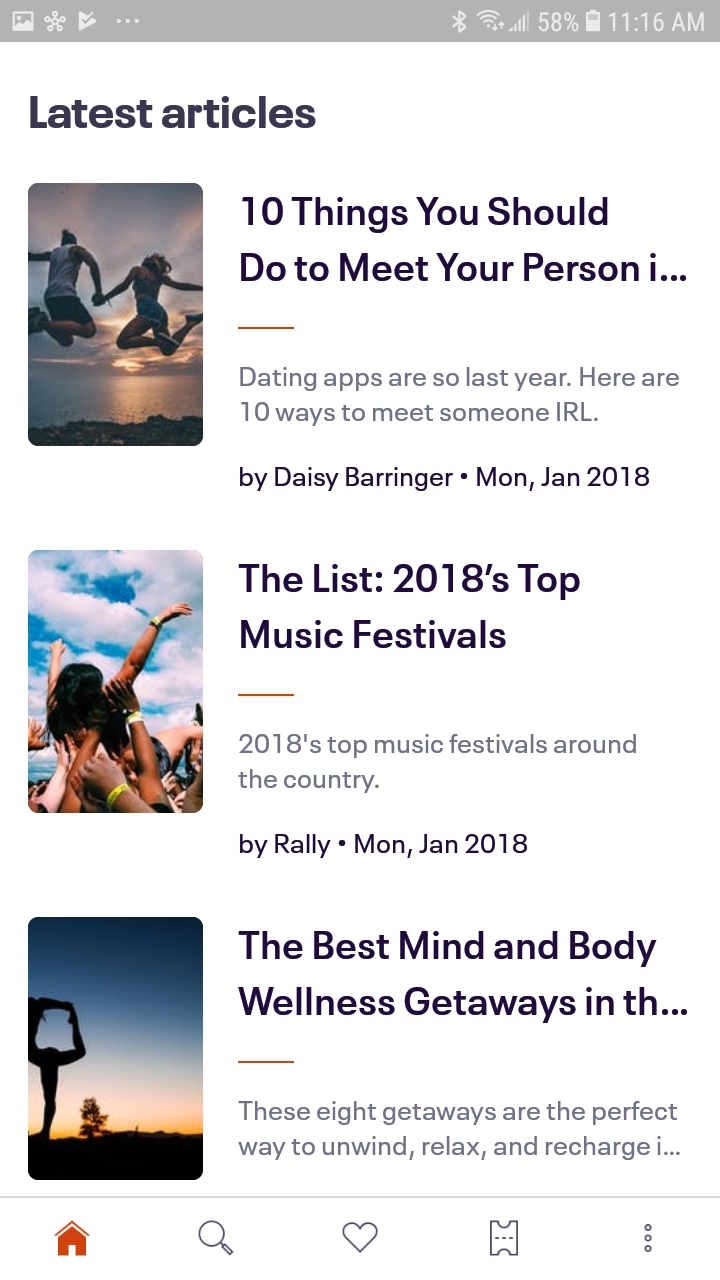 58% 11:16 AM
Latest articles
10 Things You Should
Do to Meet Your Person i...
Dating apps are so last year. Here are
10 ways to meet someone IRL.
by Daisy Barringer • Mon, Jan 2018
The List: 2018’s Top
Music Festivals
2018's top music festivals around
the country.
by Rally • Mon, Jan 2018
The Best Mind and Body
Wellness Getaways in th...
These eight getaways are the perfect
way to unwind, relax, and recharge i...